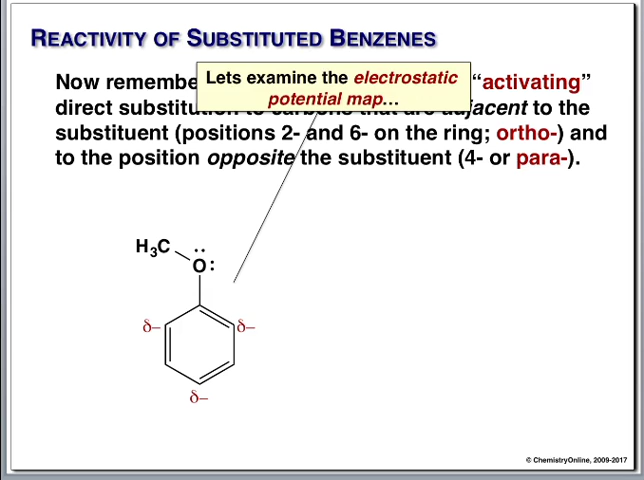 REACTIVITY OF SUBSTITUTED BENZENES
Now remembe
Lets examine the electrostatic
potential map…
"activating"
direct substitu
adjacent to the
substituent (positions 2- and 6- on the ring; ortho-) and
to the position opposite the substituent (4- or para-).
H₃C
O
δ–
δ–
δ–
© ChemistryOnline, 2009-2017